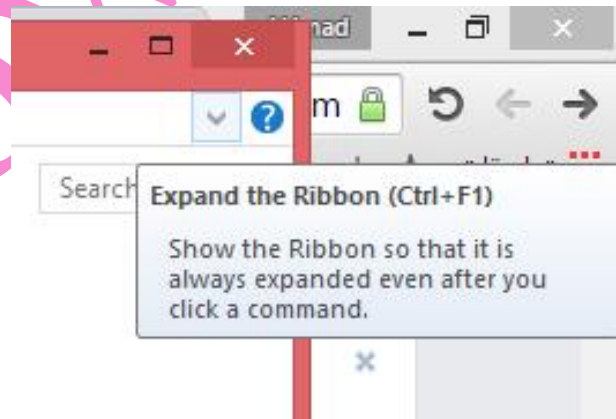 m
Search
Expand the Ribbon (Ctrl+F1)
Show the Ribbon so that it is
always expanded even after you
click a command.